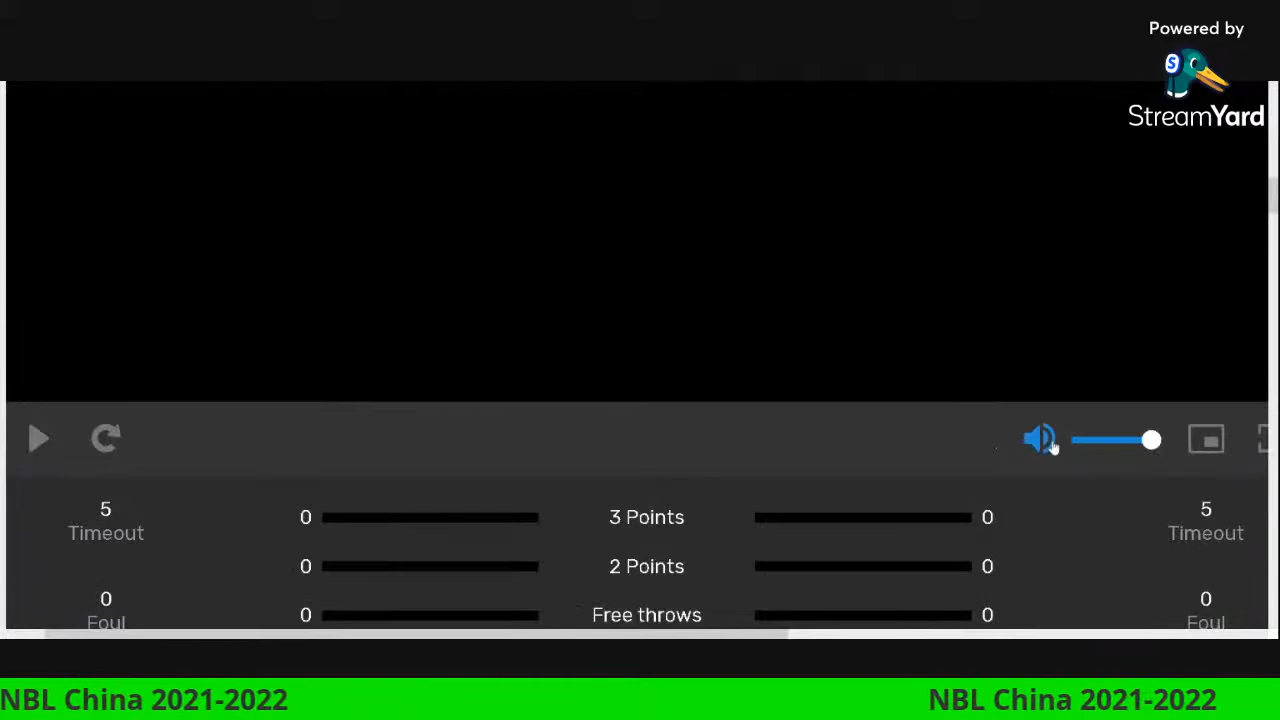 Powered by
S
StreamYard
5
Timeout
0 3 Points 0
5
Timeout
0 2 Points 0
0
Foul
0 Free throws 0
0
Foul
NBL China 2021-2022 NBL China 2021-2022